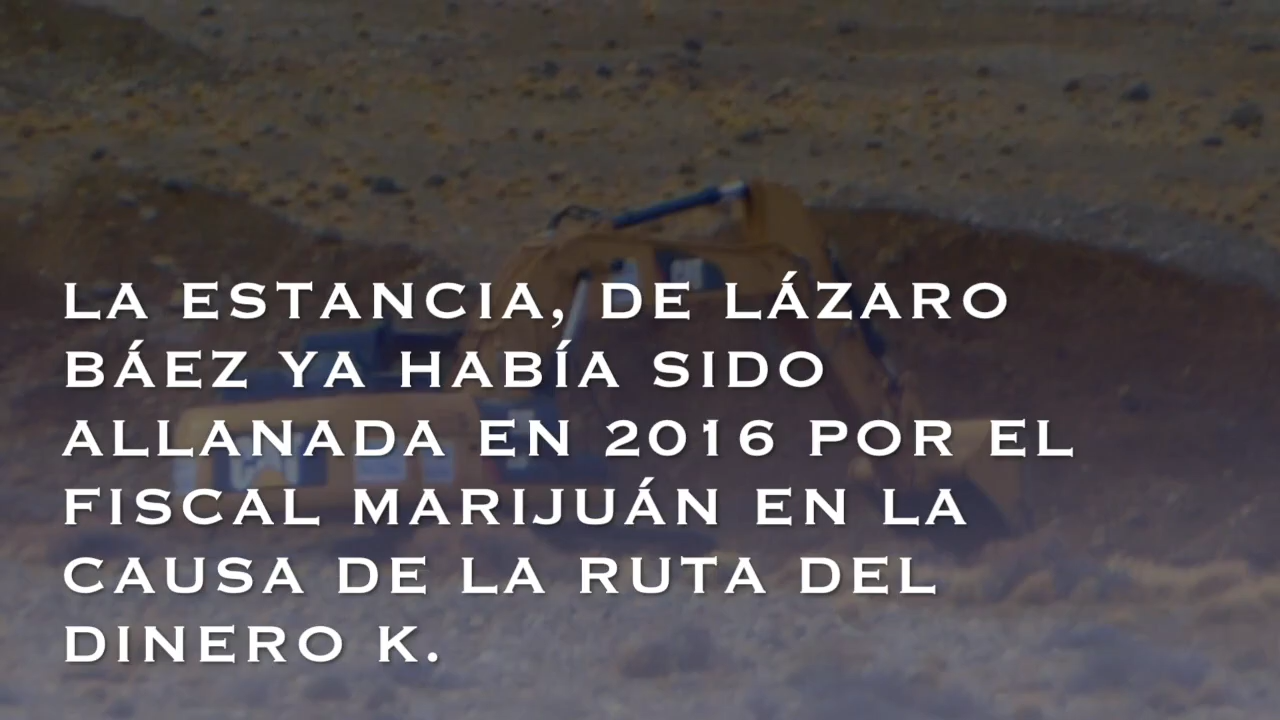 LA ESTANCIA, DE LÁZARO
BÁEZ YA HABÍA SIDO
ALLANADA EN 2016 POR EL
FISCAL MARIJUÁN EN LA
CAUSA DE LA RUTA DEL
DINERO K.